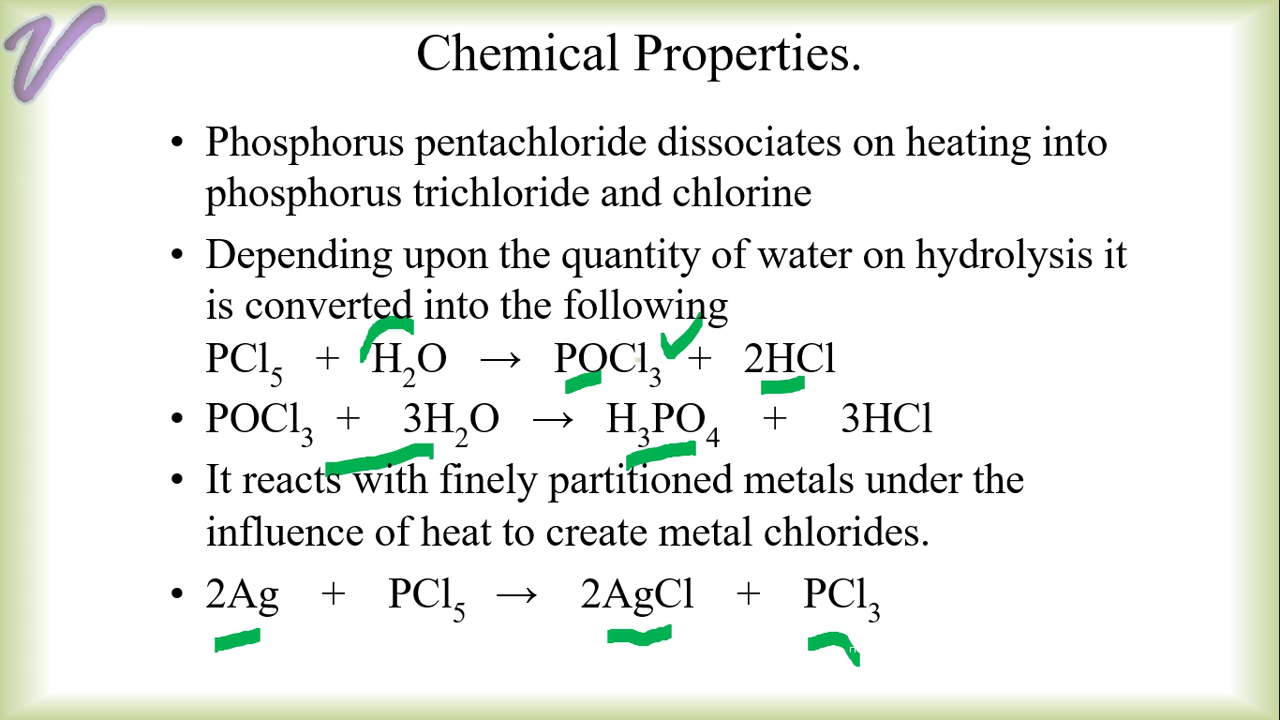 V
Chemical Properties.
• Phosphorus pentachloride dissociates on heating into
phosphorus trichloride and chlorine
• Depending upon the quantity of water on hydrolysis it
is converted into the following
PCl₅ + H₂O → POCl₃ + 2HCl
• POCl₃ + 3H₂O → H₃PO₄ + 3HCl
• It reacts with finely partitioned metals under the
influence of heat to create metal chlorides.
• 2Ag + PCl₅ → 2AgCl + PCl₃